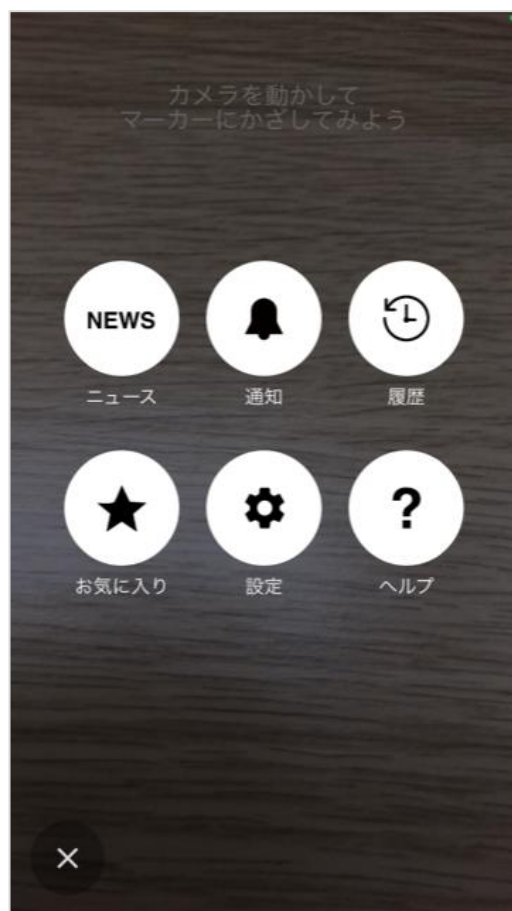 カメラを動かして
マーカーにかざしてみよう
NEWS
ニュース
通知
履歴
お気に入り
設定
?
ヘルプ